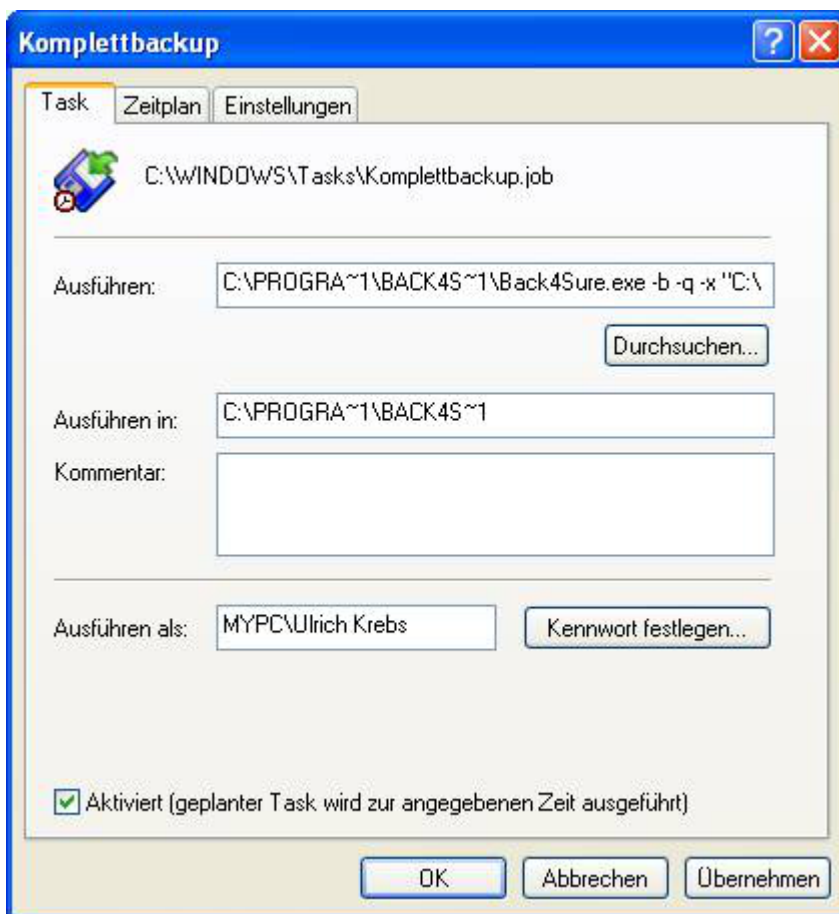 Komplettbackup
Task Zeitplan Einstellungen
C:\WINDOWS\Tasks\Komplettbackup.job
Ausführen: C:\PROGRA~1\BACK4S~1\Back4Sure.exe -b -q -x "C:\
Durchsuchen...
Ausführen in: C:\PROGRA~1\BACK4S~1
Kommentar:
Ausführen als: MYPC\Ulrich Krebs Kennwort festlegen...
Aktiviert (geplanter Task wird zur angegebenen Zeit ausgeführt)
OK Abbrechen Übernehmen